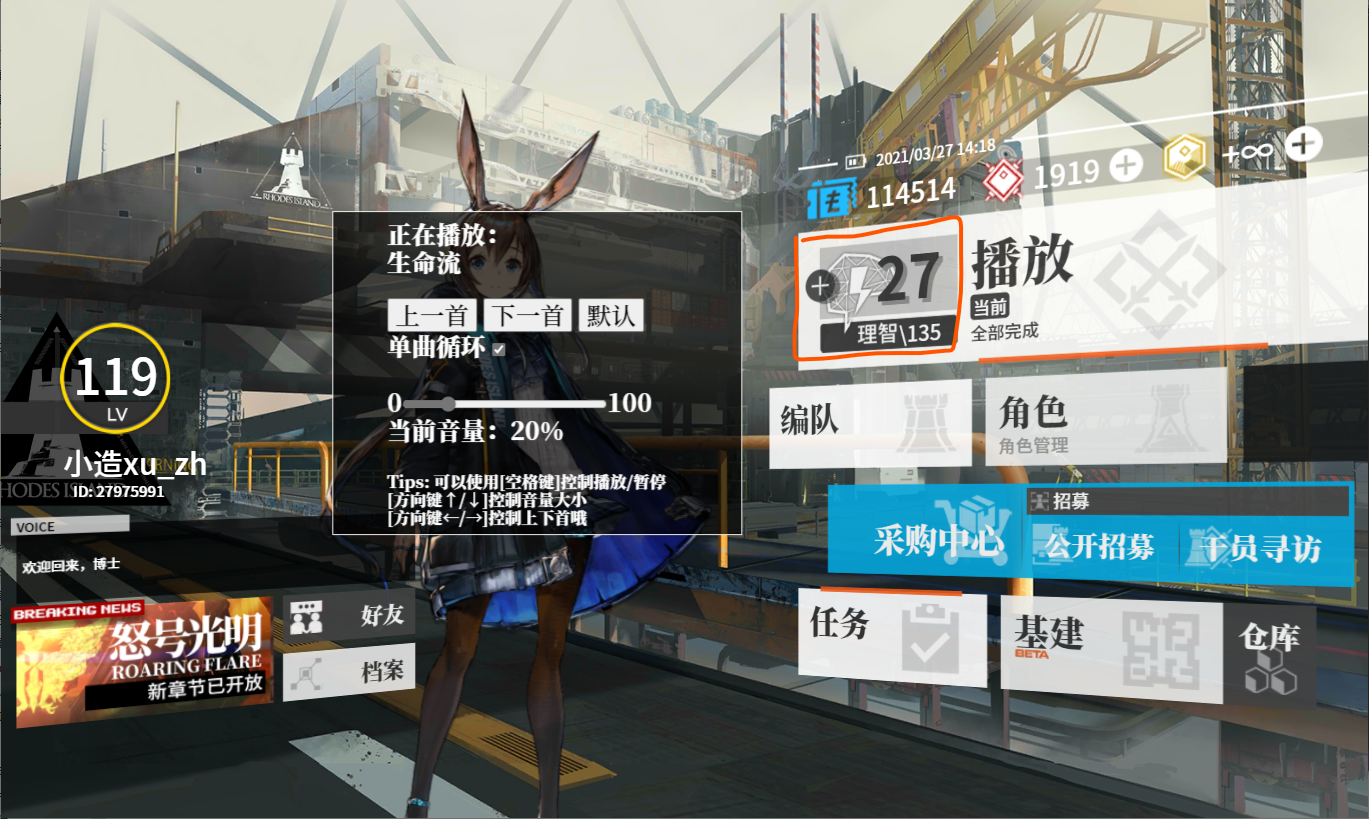 RHODES ISLAND
2021/03/27 14:18
114514
1919
+∞
27
理智\135
播放
当前
全部完成
正在播放：
生命流
上一首 下一首 默认
单曲循环
0 100
当前音量：20%
Tips: 可以使用[空格键]控制播放/暂停
[方向键↑/↓]控制音量大小
[方向键←/→]控制上下首哦
119
LV
小造xu_zh
ID: 27975991
VOICE
欢迎回来，博士
BREAKING NEWS
怒号光明
ROARING FLARE
新章节已开放
好友
档案
编队
角色
角色管理
招募
采购中心
公开招募
干员寻访
任务
基建
BETA
仓库